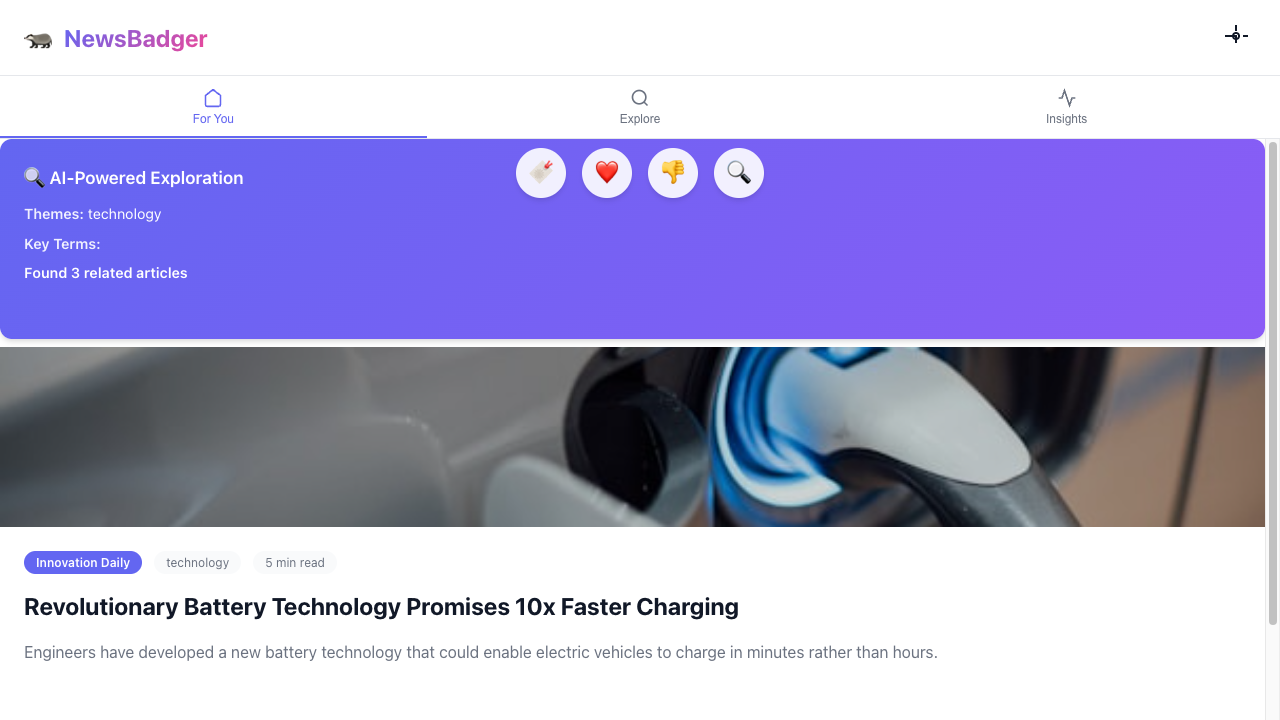 NewsBadger
For You
Explore
Insights
AI-Powered Exploration
Themes: technology
Key Terms:
Found 3 related articles
Innovation Daily
technology
5 min read
Revolutionary Battery Technology Promises 10x Faster Charging
Engineers have developed a new battery technology that could enable electric vehicles to charge in minutes rather than hours.